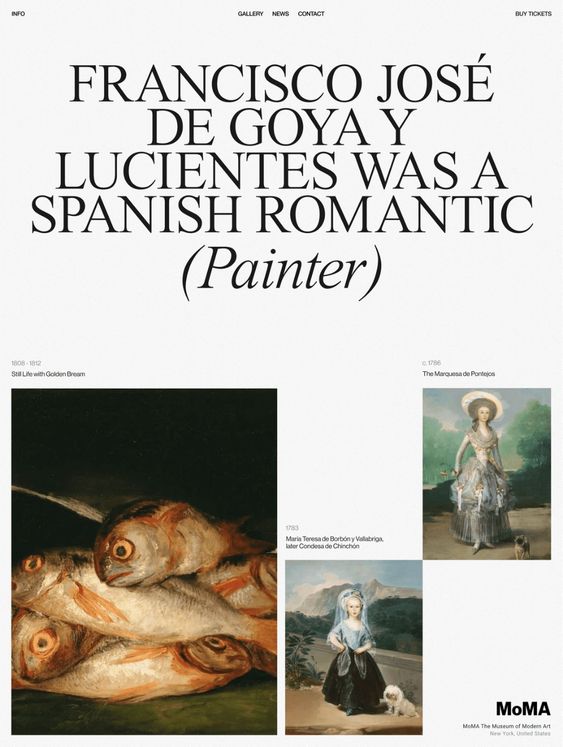 INFO
GALLERY NEWS CONTACT
BUY TICKETS
FRANCISCO JOSÉ
DE GOYA Y
LUCIENTES WAS A
SPANISH ROMANTIC
(Painter)
1808 - 1812
Still Life with Golden Bream
c. 1786
The Marquesa de Pontejos
1783
María Teresa de Borbón y Vallabriga,
later Condesa de Chinchón
MoMA
MoMA The Museum of Modern Art
New York, United States